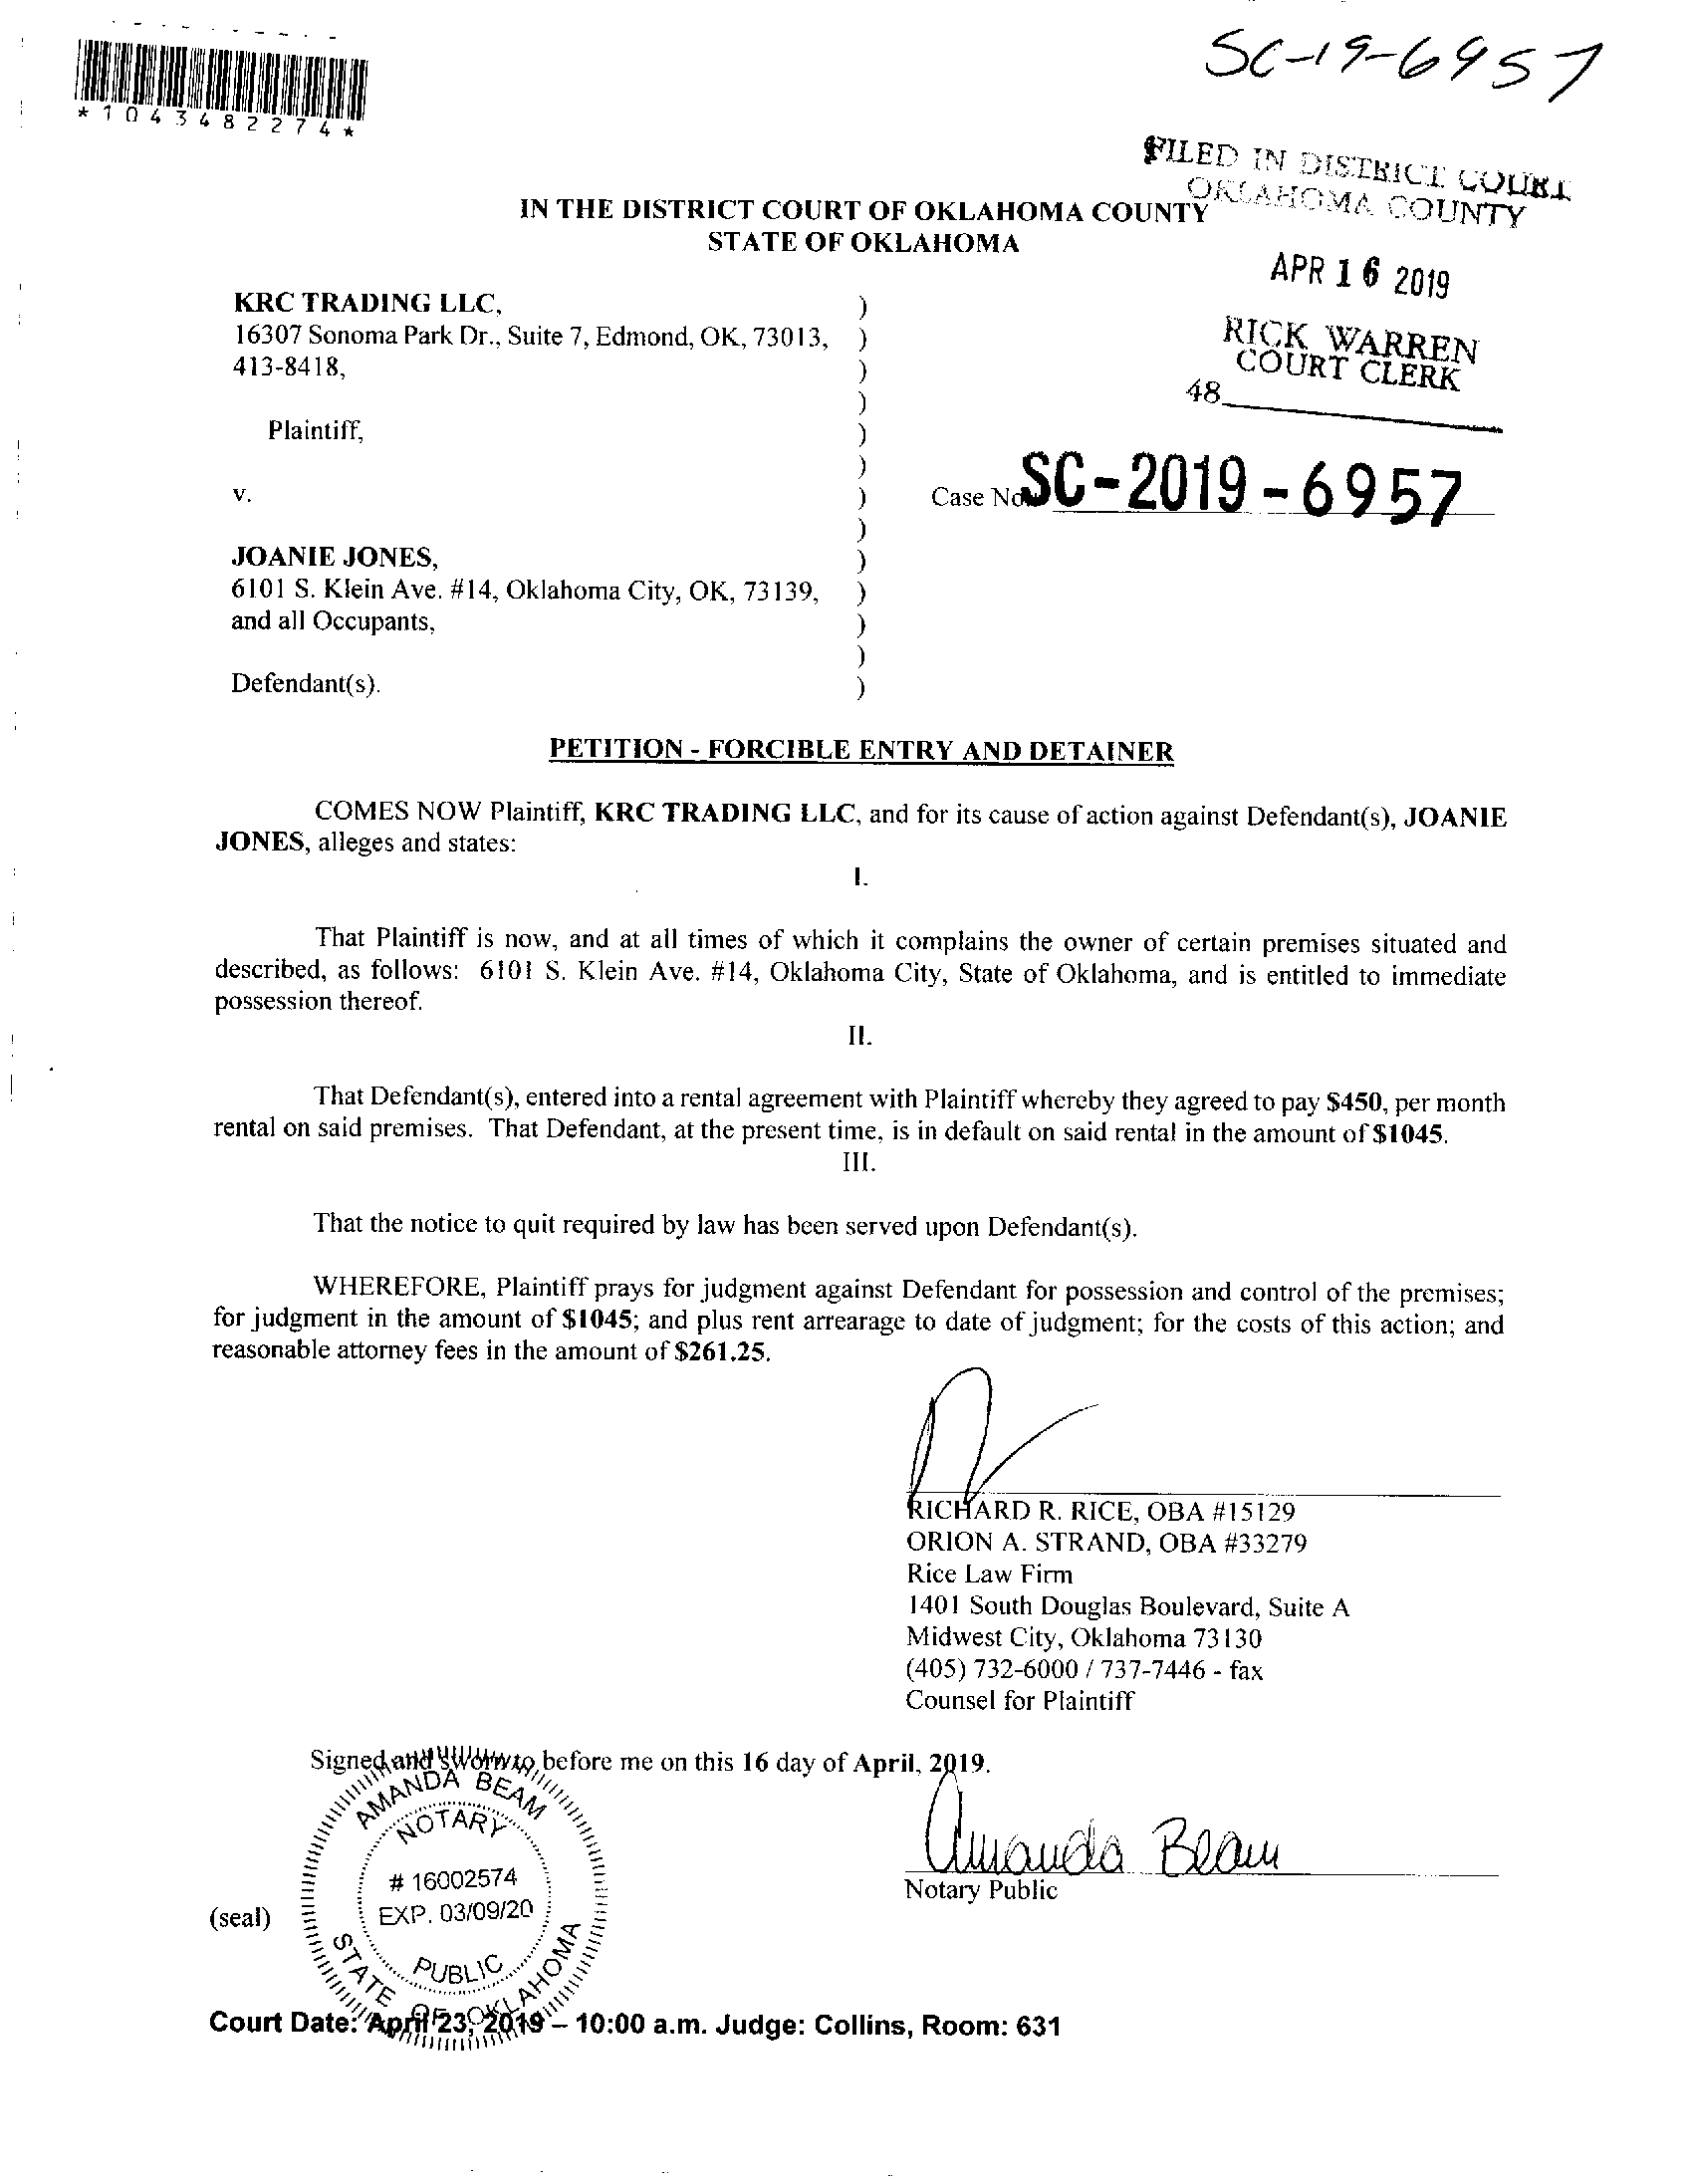 SC-19-6957
*1043482274*
FILED IN DISTRICT COURT
OKLAHOMA COUNTY
IN THE DISTRICT COURT OF OKLAHOMA COUNTY
STATE OF OKLAHOMA
APR 16 2019
RICK WARREN
COURT CLERK
48
KRC TRADING LLC, )
16307 Sonoma Park Dr., Suite 7, Edmond, OK, 73013, )
413-8418, )
)
Plaintiff, )
)
v. ) Case No. SC-2019-6957
)
JOANIE JONES, )
6101 S. Klein Ave. #14, Oklahoma City, OK, 73139, )
and all Occupants, )
)
Defendant(s). )
PETITION - FORCIBLE ENTRY AND DETAINER
COMES NOW Plaintiff, KRC TRADING LLC, and for its cause of action against Defendant(s), JOANIE
JONES, alleges and states:
I.
That Plaintiff is now, and at all times of which it complains the owner of certain premises situated and
described, as follows: 6101 S. Klein Ave. #14, Oklahoma City, State of Oklahoma, and is entitled to immediate
possession thereof.
II.
That Defendant(s), entered into a rental agreement with Plaintiff whereby they agreed to pay $450, per month
rental on said premises. That Defendant, at the present time, is in default on said rental in the amount of $1045.
III.
That the notice to quit required by law has been served upon Defendant(s).
WHEREFORE, Plaintiff prays for judgment against Defendant for possession and control of the premises;
for judgment in the amount of $1045; and plus rent arrearage to date of judgment; for the costs of this action; and
reasonable attorney fees in the amount of $261.25.
RICHARD R. RICE, OBA #15129
ORION A. STRAND, OBA #33279
Rice Law Firm
1401 South Douglas Boulevard, Suite A
Midwest City, Oklahoma 73130
(405) 732-6000 / 737-7446 - fax
Counsel for Plaintiff
Signed and sworn to before me on this 16 day of April, 2019.
AMANDA BEAM
NOTARY
# 16002574
EXP. 03/09/20
PUBLIC
STATE OF OKLAHOMA
Amanda Beam
Notary Public
(seal)
Court Date: April 23, 2019 – 10:00 a.m. Judge: Collins, Room: 631